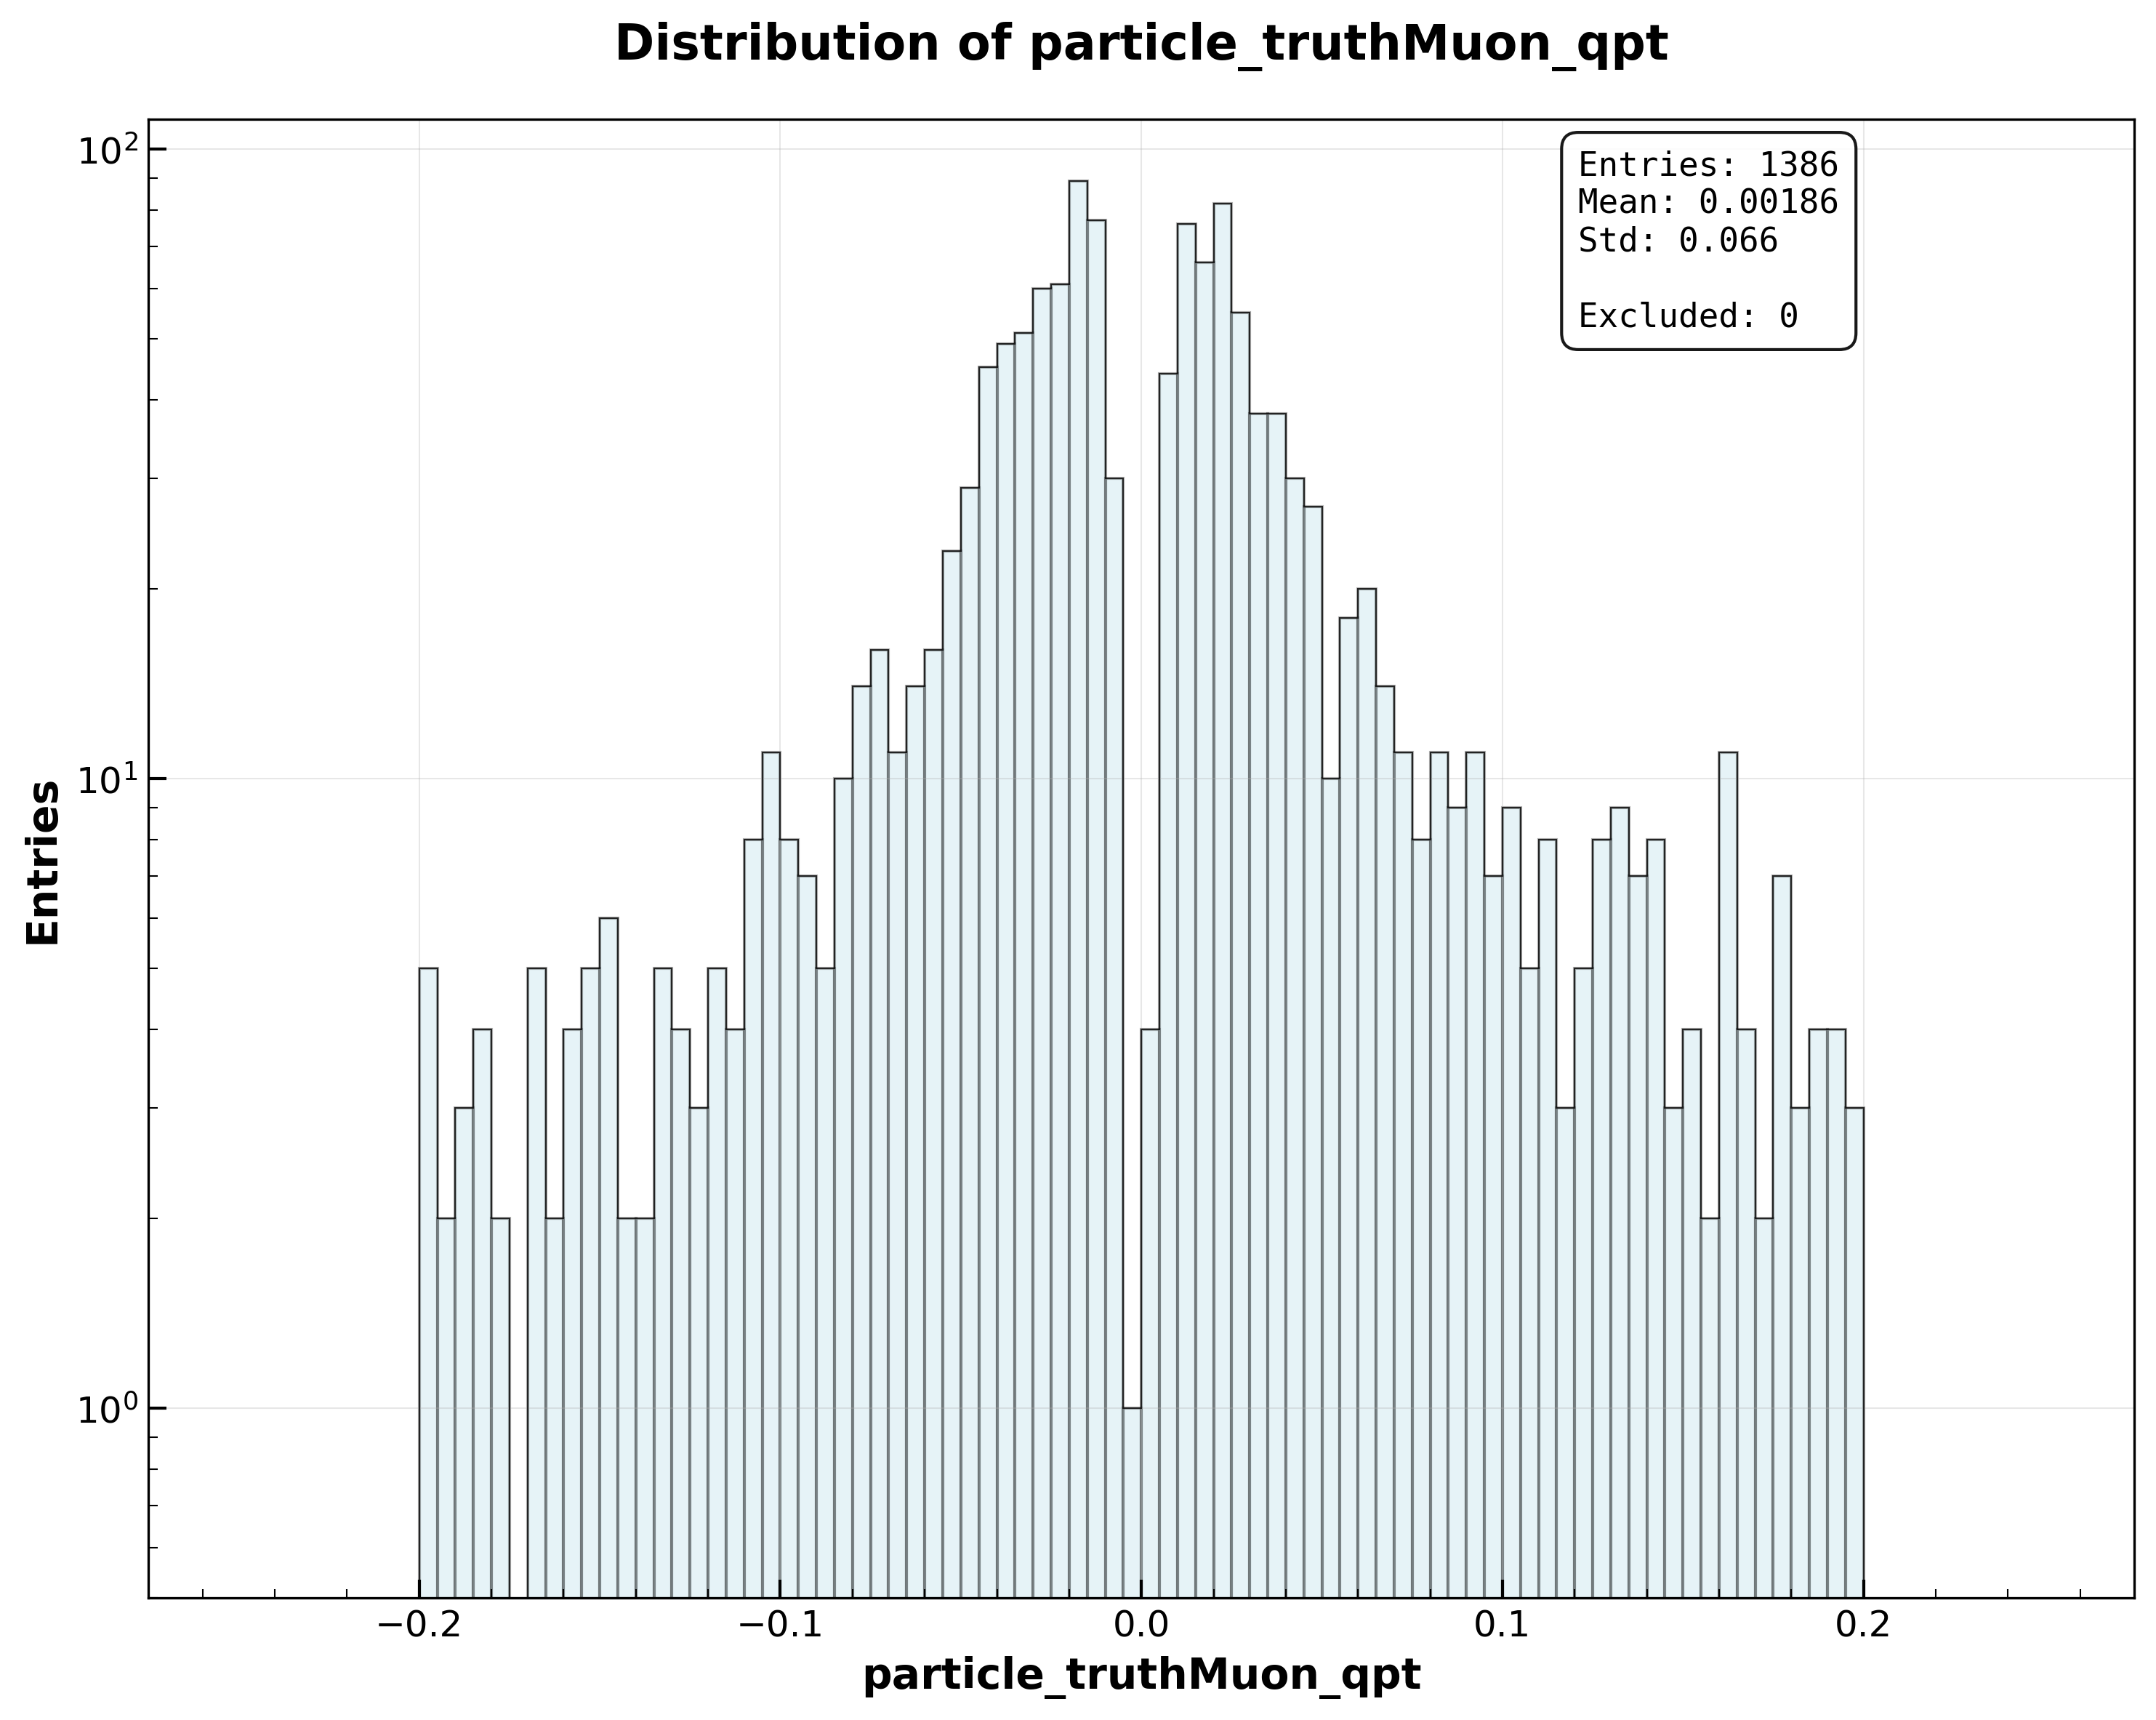 Distribution of particle_truthMuon_qpt
10²
Entries: 1386
Mean: 0.00186
Std: 0.066
Excluded: 0
Entries
10¹
10⁰
−0.2
−0.1
0.0
0.1
0.2
particle_truthMuon_qpt